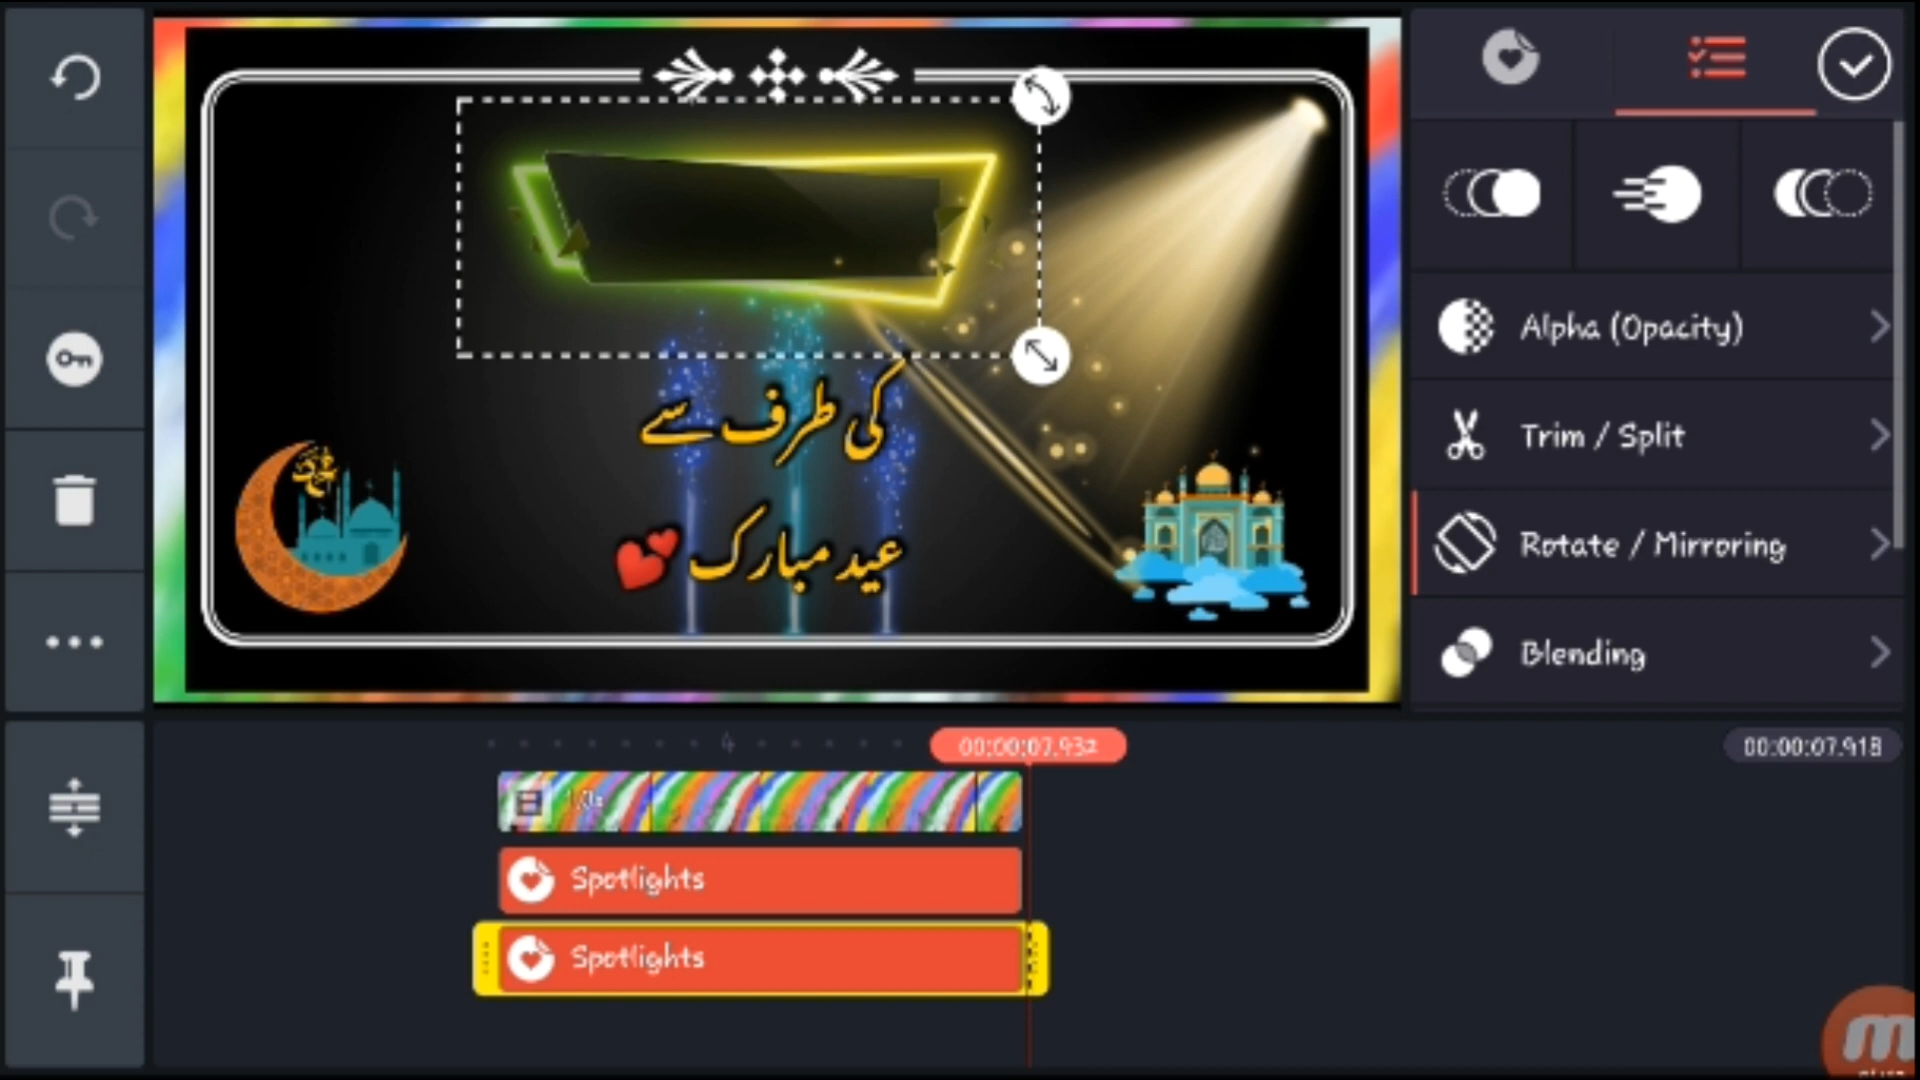 کی طرف سے
عید مبارک
Alpha (Opacity)
Trim / Split
Rotate / Mirroring
Blending
4
00:00:07.932
00:00:07.918
Spotlights
Spotlights